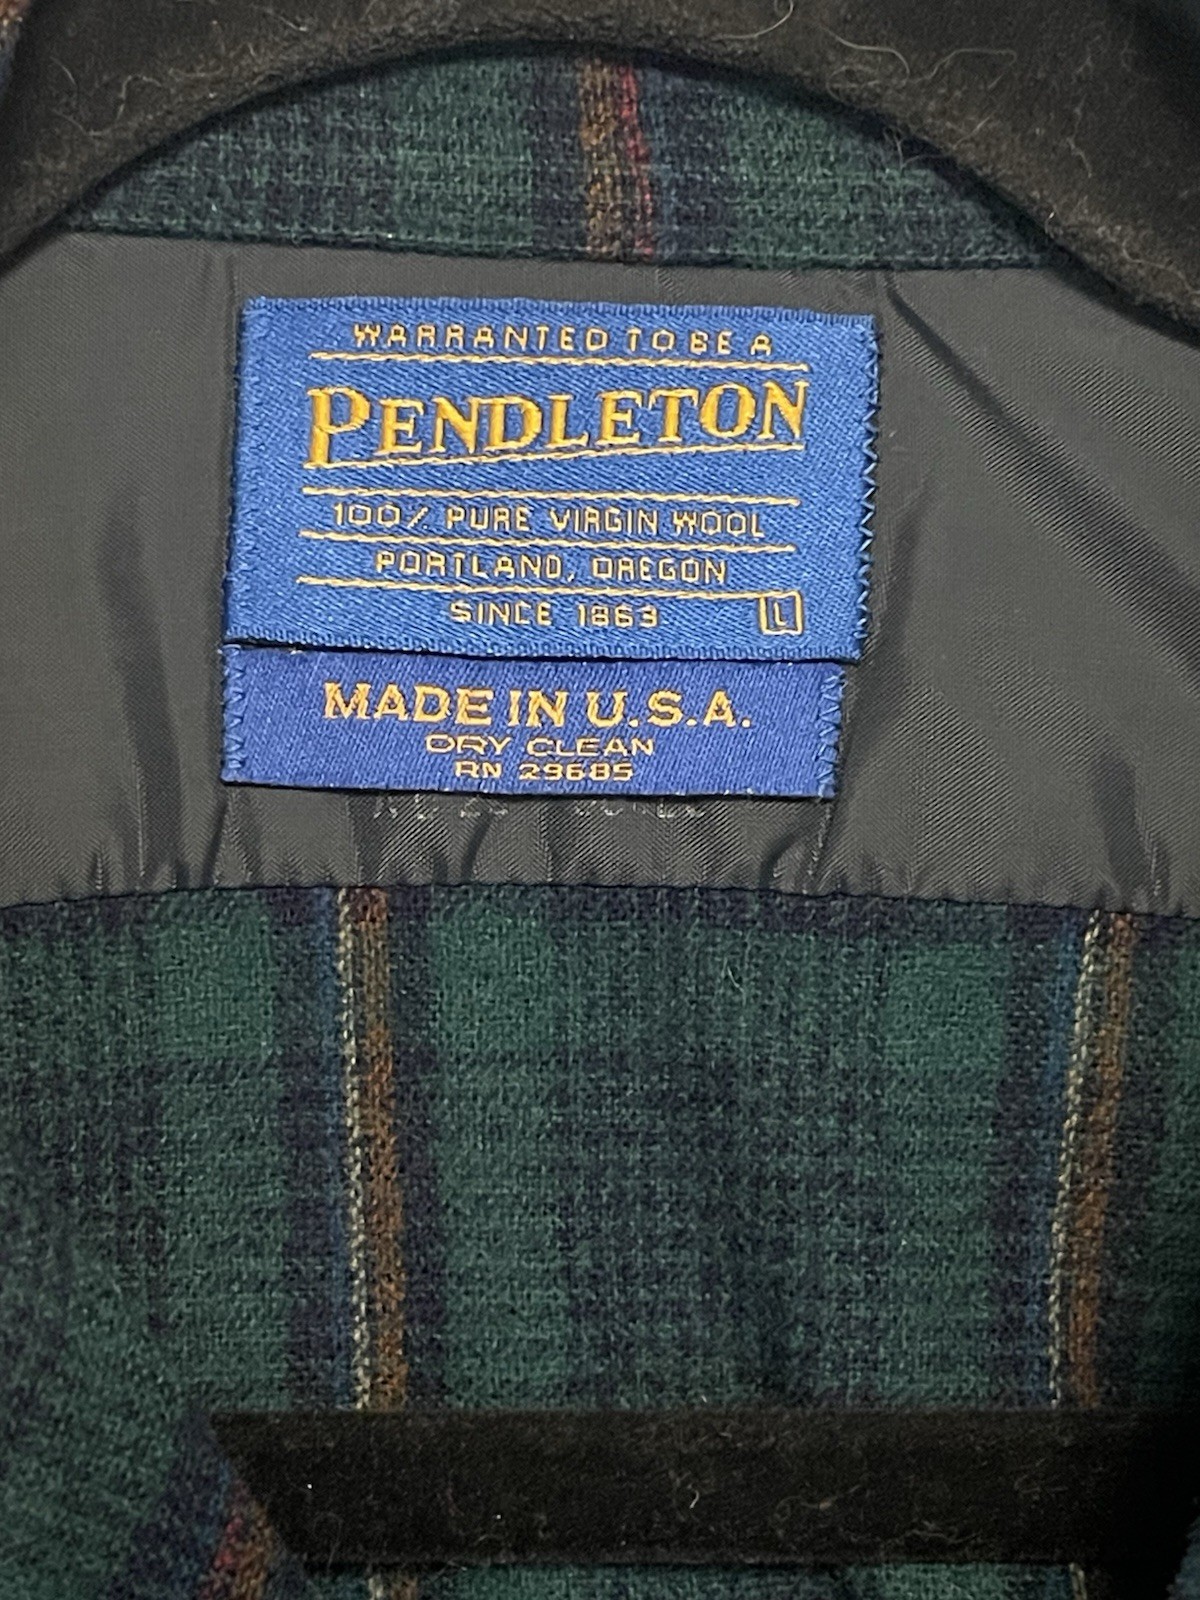 WARRANTED TO BE A
PENDLETON
100% PURE VIRGIN WOOL
PORTLAND, OREGON
SINCE 1863 L
MADE IN U.S.A.
DRY CLEAN
RN 29685